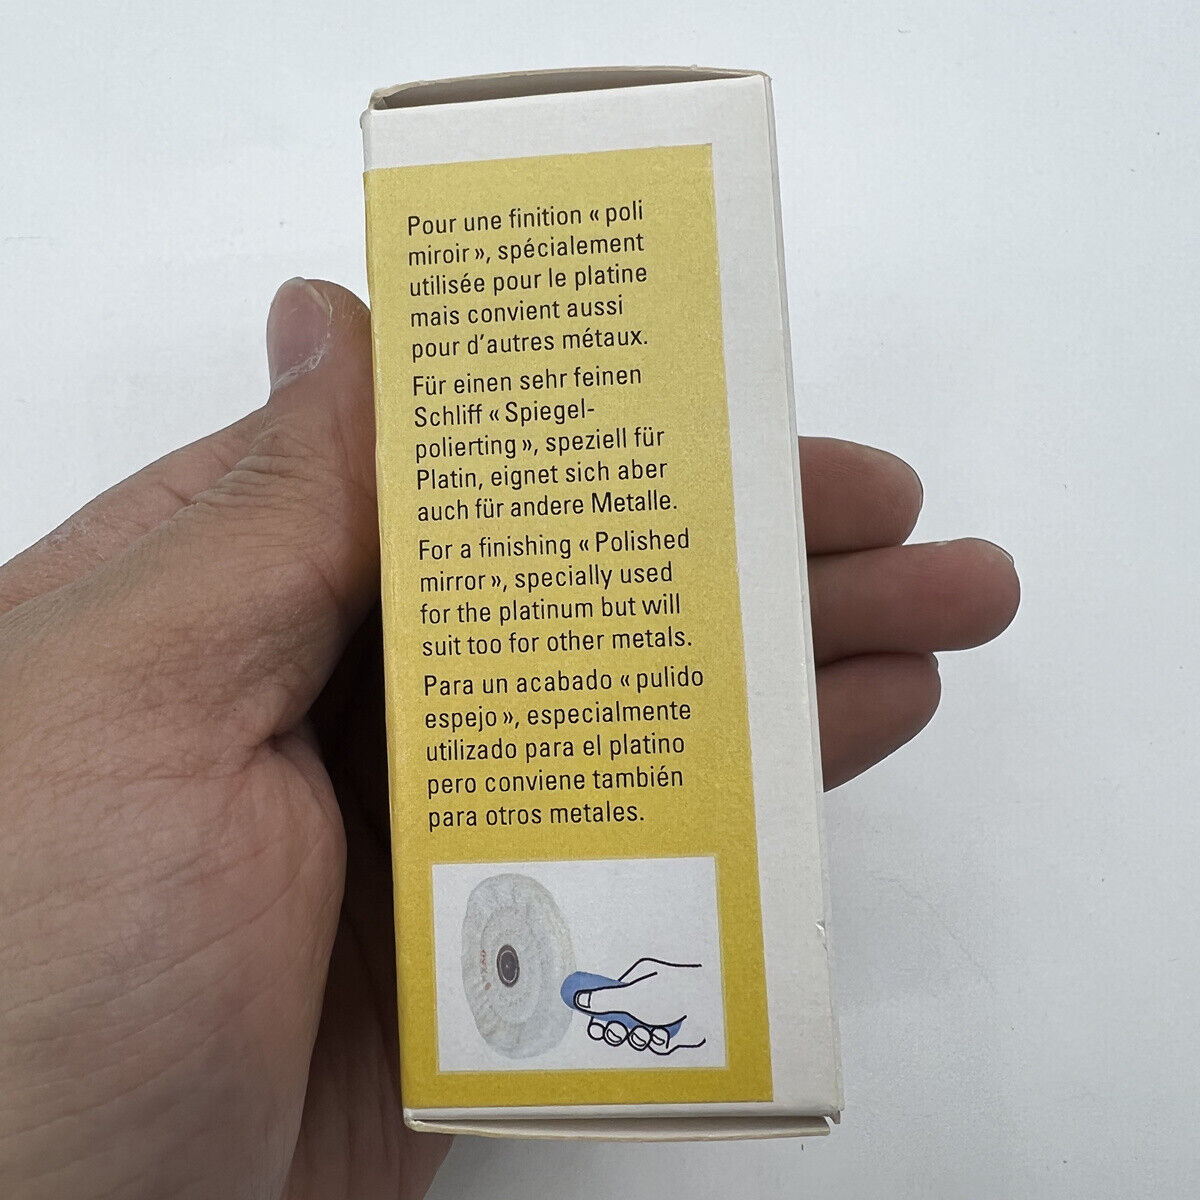 Pour une finition « poli
miroir », spécialement
utilisée pour le platine
mais convient aussi
pour d'autres métaux.
Für einen sehr feinen
Schliff « Spiegel-
polierting », speziell für
Platin, eignet sich aber
auch für andere Metalle.
For a finishing « Polished
mirror », specially used
for the platinum but will
suit too for other metals.
Para un acabado « pulido
espejo », especialmente
utilizado para el platino
pero conviene también
para otros metales.